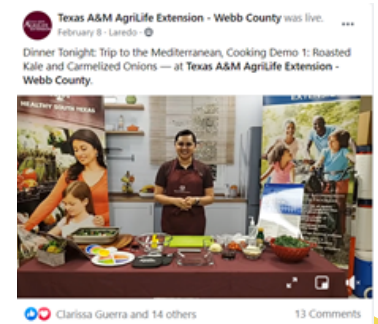 Texas A&M AgriLife Extension - Webb County was live.
February 8 · Laredo ·
Dinner Tonight: Trip to the Mediterranean, Cooking Demo 1: Roasted
Kale and Carmelized Onions — at Texas A&M AgriLife Extension -
Webb County.
HEALTHY SOUTH TEXAS
EXTENSION
Clarissa Guerra and 14 others
13 Comments